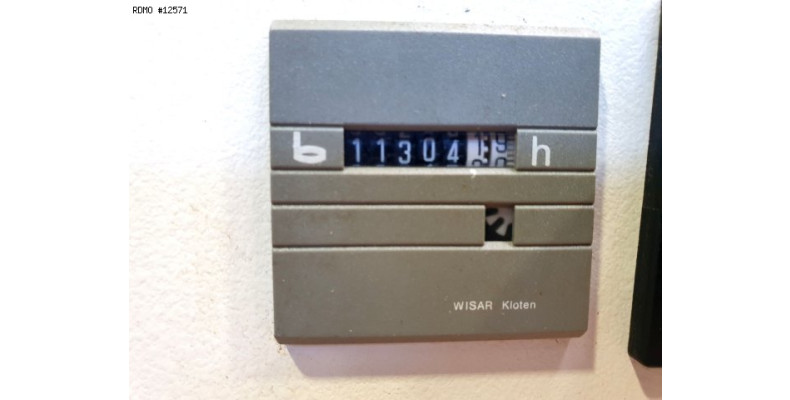 RDMO #12571
11304
h
WISAR Kloten